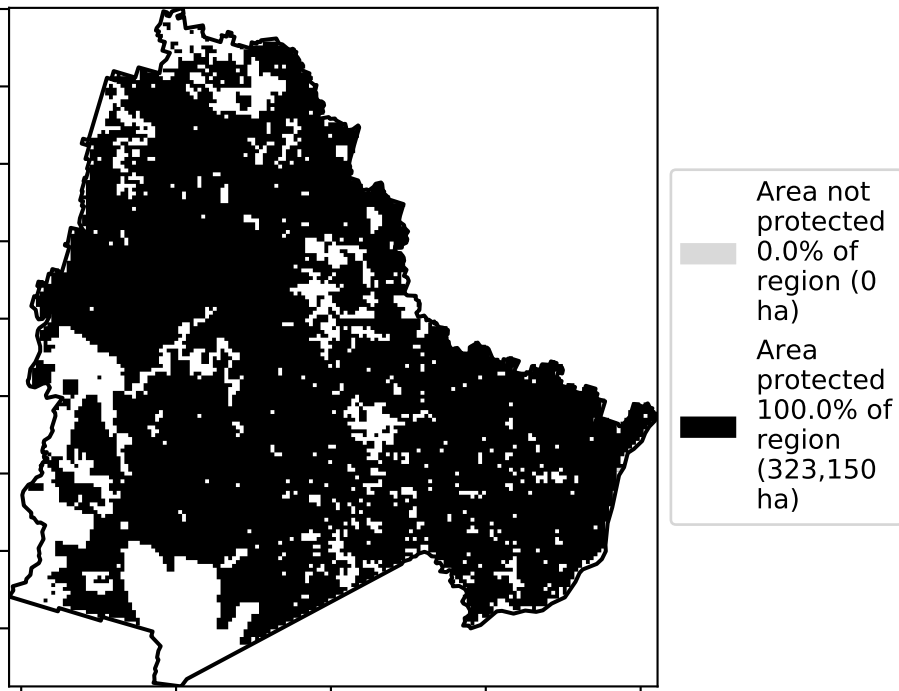 Area not
protected
0.0% of
region (0
ha)
Area
protected
100.0% of
region
(323,150
ha)